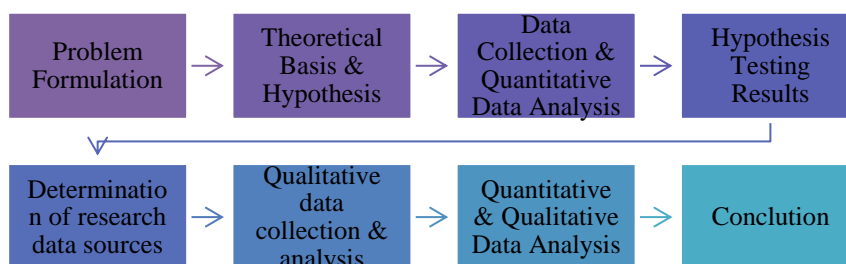 Problem
Formulation
Theoretical
Basis &
Hypothesis
Data
Collection &
Quantitative
Data Analysis
Hypothesis
Testing
Results
Determinatio
n of research
data sources
Qualitative
data
collection &
analysis
Quantitative
& Qualitative
Data Analysis
Conclution